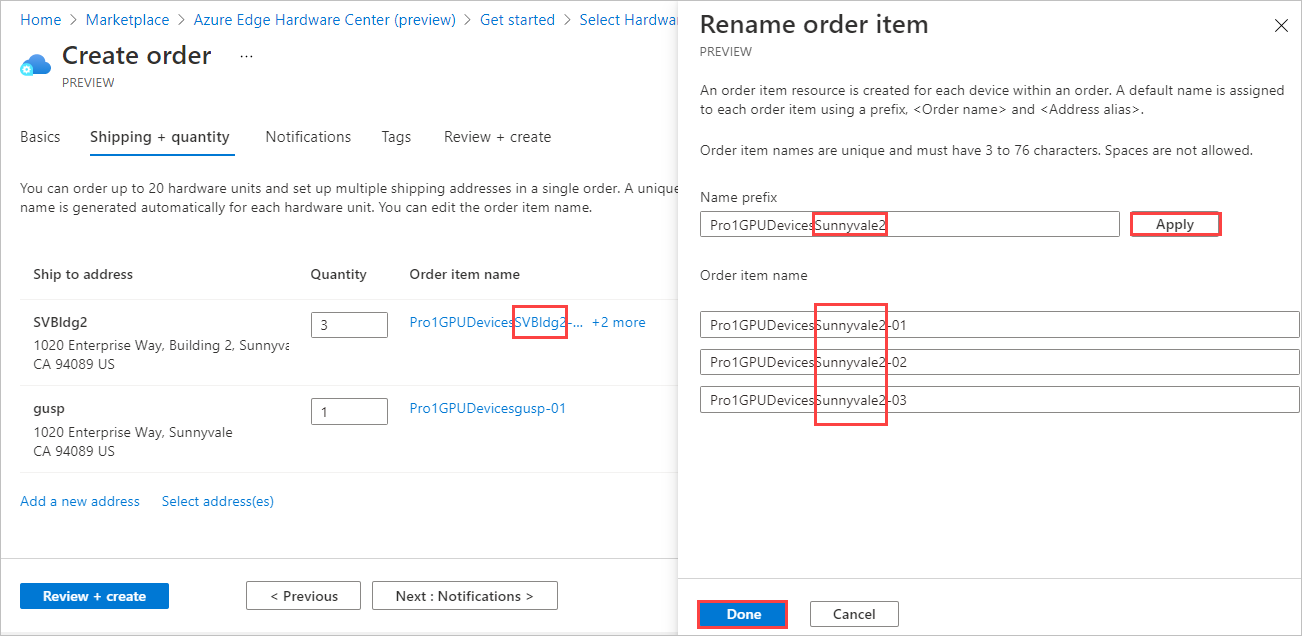 Home > Marketplace > Azure Edge Hardware Center (preview) > Get started > Select Hardwa
Create order ...
PREVIEW
Basics Shipping + quantity Notifications Tags Review + create
You can order up to 20 hardware units and set up multiple shipping addresses in a single order. A unique
name is generated automatically for each hardware unit. You can edit the order item name.
Ship to address Quantity Order item name
SVBldg2 3 Pro1GPUDevicesSVBldg2-... +2 more
1020 Enterprise Way, Building 2, Sunnyva
CA 94089 US
gusp 1 Pro1GPUDevicesgusp-01
1020 Enterprise Way, Sunnyvale
CA 94089 US
Add a new address Select address(es)
Review + create < Previous Next : Notifications >
Rename order item
PREVIEW
An order item resource is created for each device within an order. A default name is assigned
to each order item using a prefix, <Order name> and <Address alias>.
Order item names are unique and must have 3 to 76 characters. Spaces are not allowed.
Name prefix
Pro1GPUDevicesSunnyvale2 Apply
Order item name
Pro1GPUDevicesSunnyvale2-01
Pro1GPUDevicesSunnyvale2-02
Pro1GPUDevicesSunnyvale2-03
Done Cancel